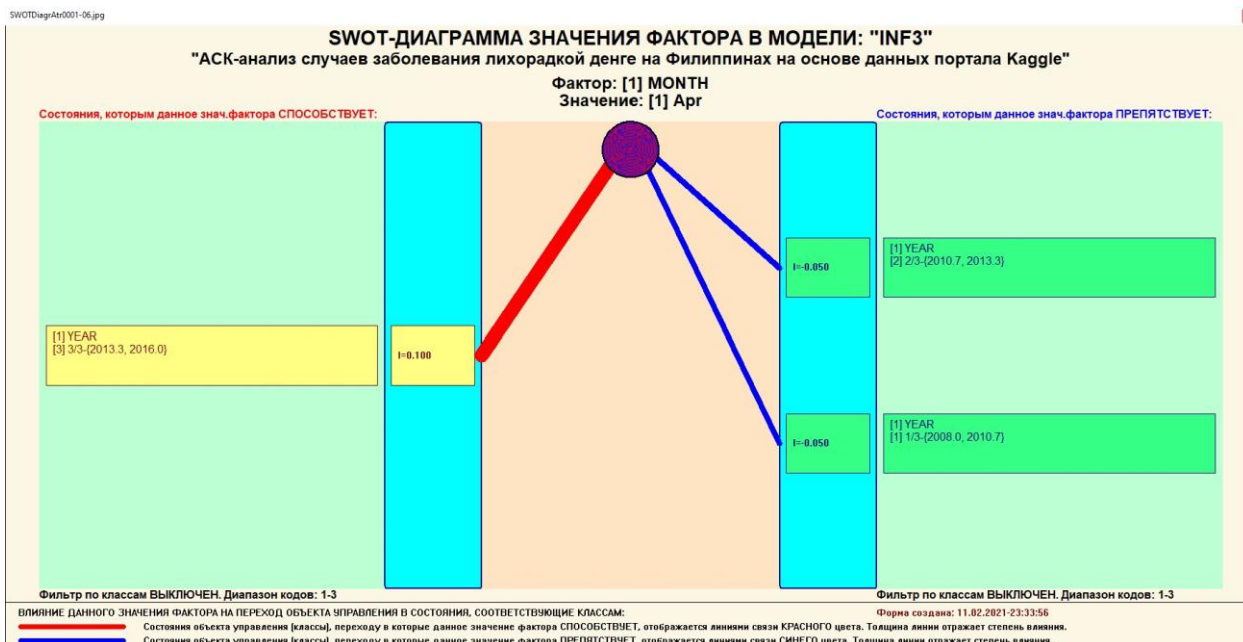 SWOTDiagrAtr0001-06.jpg
SWOT-ДИАГРАММА ЗНАЧЕНИЯ ФАКТОРА В МОДЕЛИ: "INF3"
"АСК-анализ случаев заболевания лихорадкой денге на Филиппинах на основе данных портала Kaggle"
Фактор: [1] MONTH
Значение: [1] Apr
Состояния, которым данное знач.фактора СПОСОБСТВУЕТ:
Состояния, которым данное знач.фактора ПРЕПЯТСТВУЕТ:
[1] YEAR
[3] 3/3-{2013.3, 2016.0}
I=0.100
I=-0.050
[1] YEAR
[2] 2/3-{2010.7, 2013.3}
I=-0.050
[1] YEAR
[1] 1/3-{2008.0, 2010.7}
Фильтр по классам ВЫКЛЮЧЕН. Диапазон кодов: 1-3
Фильтр по классам ВЫКЛЮЧЕН. Диапазон кодов: 1-3
ВЛИЯНИЕ ДАННОГО ЗНАЧЕНИЯ ФАКТОРА НА ПЕРЕХОД ОБЪЕКТА УПРАВЛЕНИЯ В СОСТОЯНИЯ, СООТВЕТСТВУЮЩИЕ КЛАССАМ:
Форма создана: 11.02.2021-23:33:56
Состояния объекта управления (классы), переходу в которые данное значение фактора СПОСОБСТВУЕТ, отображается линиями связи КРАСНОГО цвета. Толщина линии отражает степень влияния.
Состояния объекта управления (классы), переходу в которые данное значение фактора ПРЕПЯТСТВУЕТ, отображается линиями связи СИНЕГО цвета. Толщина линии отражает степень влияния.